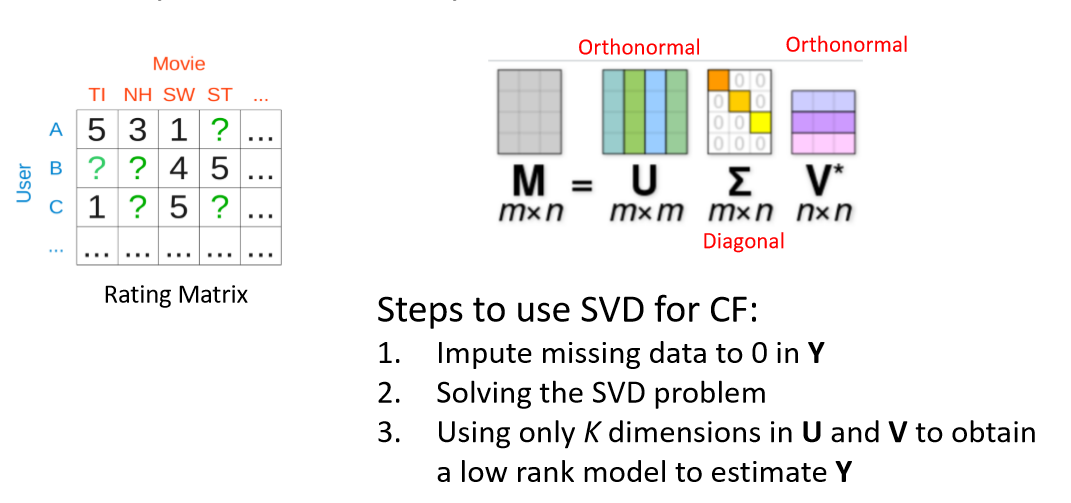 Movie
TI NH SW ST ...
User
A 5 3 1 ? ...
B ? ? 4 5 ...
C 1 ? 5 ? ...
... ... ... ... ... ...
Rating Matrix
Orthonormal Orthonormal
0 0
0 0
0 0
0 0 0
M = U Σ V*
m×n m×m m×n n×n
Diagonal
Steps to use SVD for CF:
1. Impute missing data to 0 in Y
2. Solving the SVD problem
3. Using only K dimensions in U and V to obtain
a low rank model to estimate Y